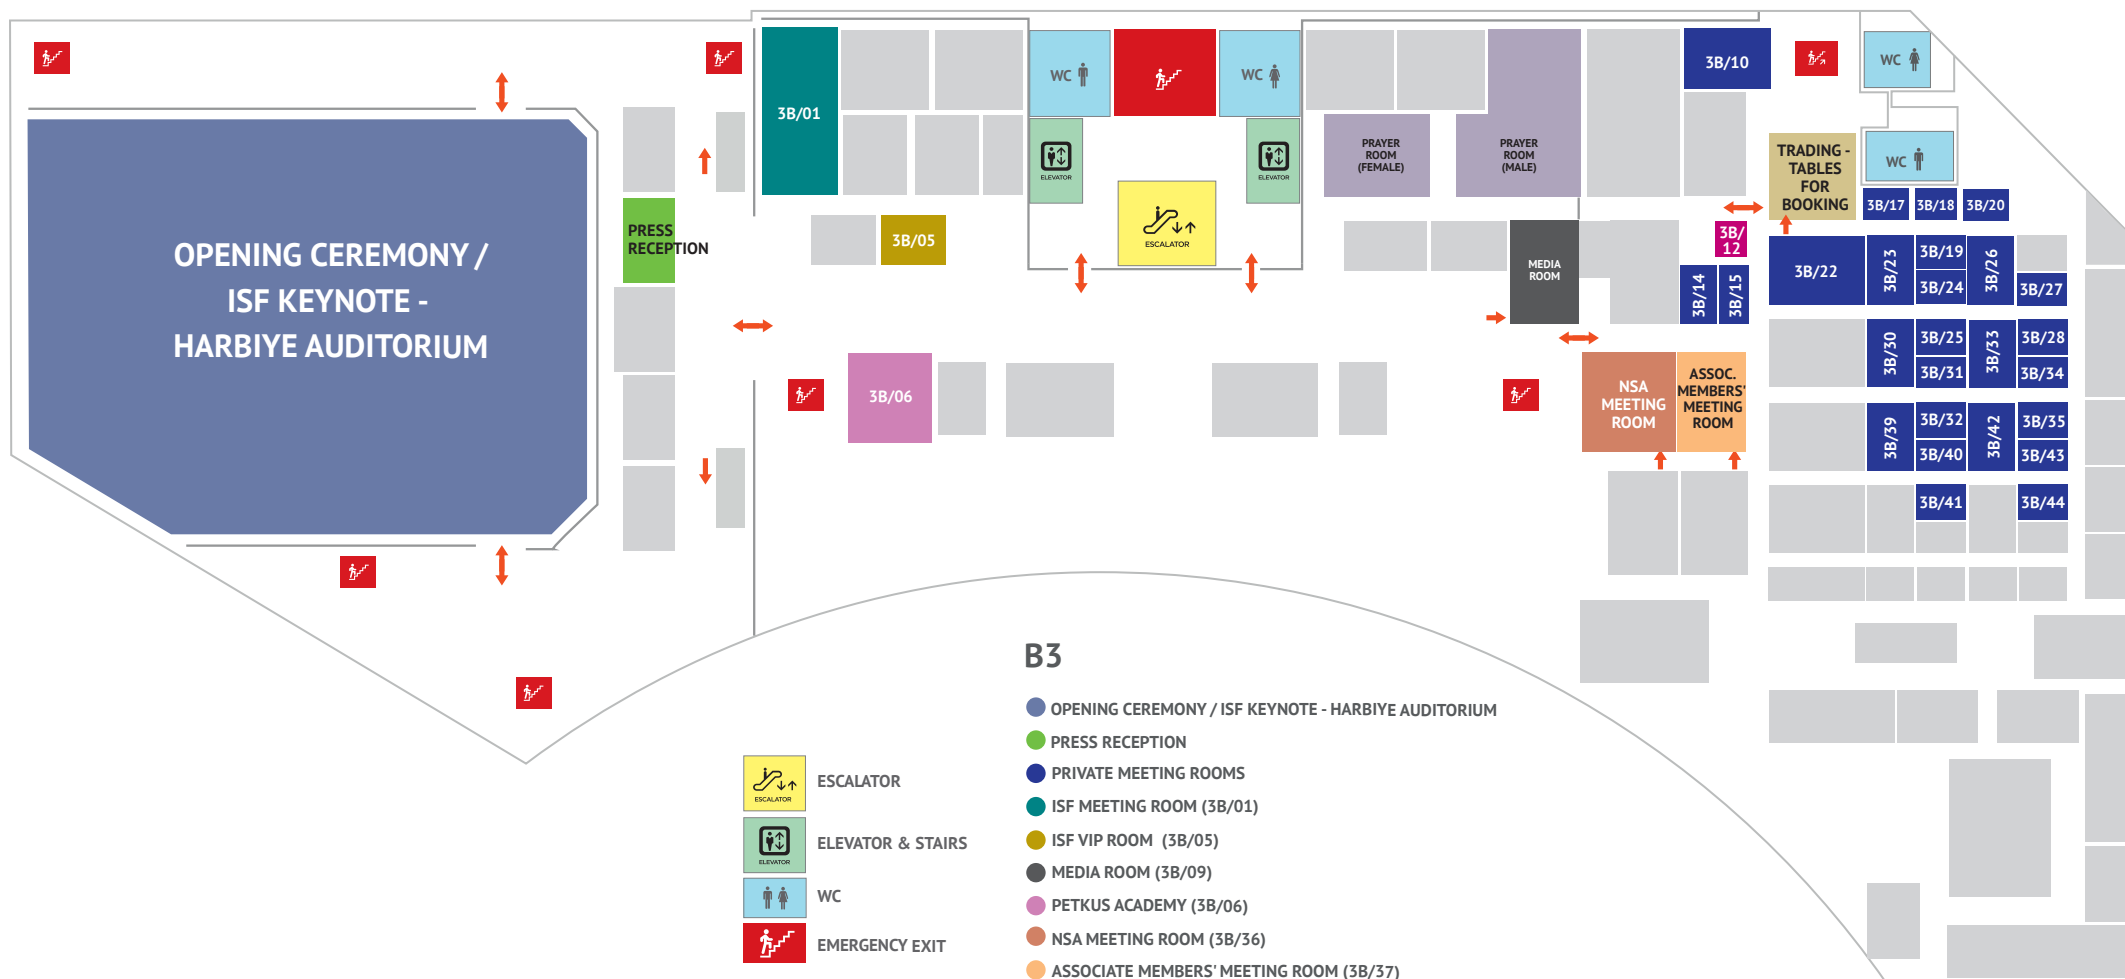 OPENING CEREMONY /
ISF KEYNOTE -
HARBIYE AUDITORIUM
PRESS
RECEPTION
3B/01
3B/05
3B/06
WC
WC
ELEVATOR
ELEVATOR
ESCALATOR
PRAYER
ROOM
(FEMALE)
PRAYER
ROOM
(MALE)
MEDIA
ROOM
3B/10
3B/
12
3B/14
3B/15
NSA
MEETING
ROOM
ASSOC.
MEMBERS'
MEETING
ROOM
WC
WC
TRADING -
TABLES
FOR
BOOKING
3B/17
3B/18
3B/20
3B/22
3B/23
3B/19
3B/24
3B/26
3B/27
3B/30
3B/25
3B/31
3B/33
3B/28
3B/34
3B/39
3B/32
3B/40
3B/42
3B/35
3B/43
3B/41
3B/44
B3
OPENING CEREMONY / ISF KEYNOTE - HARBIYE AUDITORIUM
PRESS RECEPTION
PRIVATE MEETING ROOMS
ISF MEETING ROOM (3B/01)
ISF VIP ROOM (3B/05)
MEDIA ROOM (3B/09)
PETKUS ACADEMY (3B/06)
NSA MEETING ROOM (3B/36)
ASSOCIATE MEMBERS' MEETING ROOM (3B/37)
ESCALATOR
ESCALATOR
ELEVATOR
ELEVATOR & STAIRS
WC
EMERGENCY EXIT